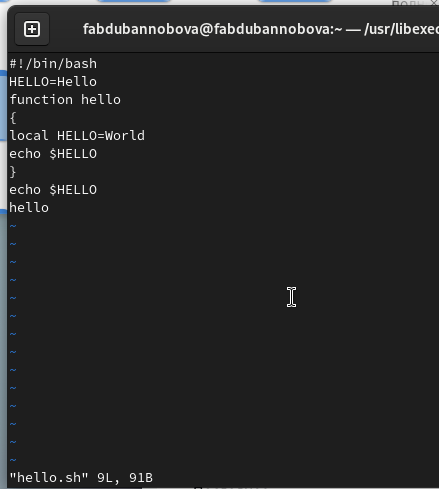 fabdubannobova@fabdubannobova:~ — /usr/libexec
#!/bin/bash
HELLO=Hello
function hello
{
local HELLO=World
echo $HELLO
}
echo $HELLO
hello
~
~
~
~
~
~
~
~
~
~
~
~
~
~
"hello.sh" 9L, 91B